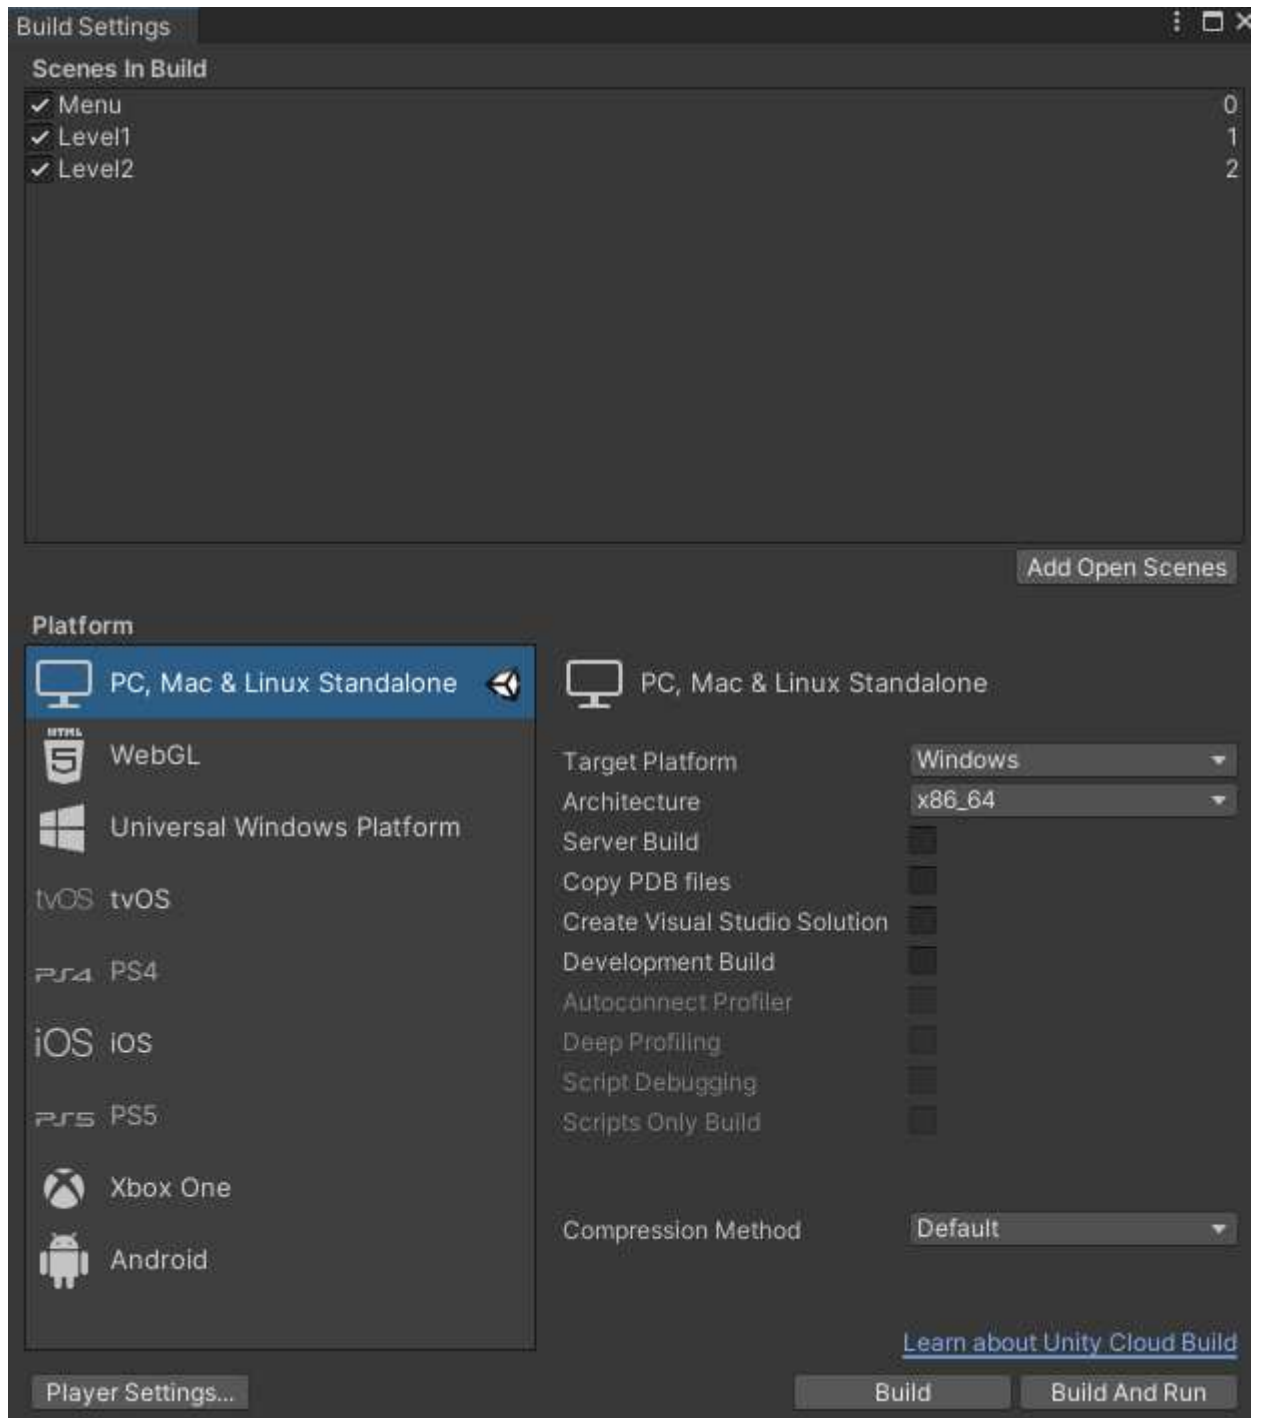 Build Settings
Scenes In Build
Menu 0
Level1 1
Level2 2
Add Open Scenes
Platform
PC, Mac & Linux Standalone
HTML 5 WebGL
Universal Windows Platform
tvOS tvOS
PS4 PS4
iOS iOS
PS5 PS5
Xbox One
Android
PC, Mac & Linux Standalone
Target Platform Windows
Architecture x86_64
Server Build
Copy PDB files
Create Visual Studio Solution
Development Build
Autoconnect Profiler
Deep Profiling
Script Debugging
Scripts Only Build
Compression Method Default
Learn about Unity Cloud Build
Player Settings... Build Build And Run